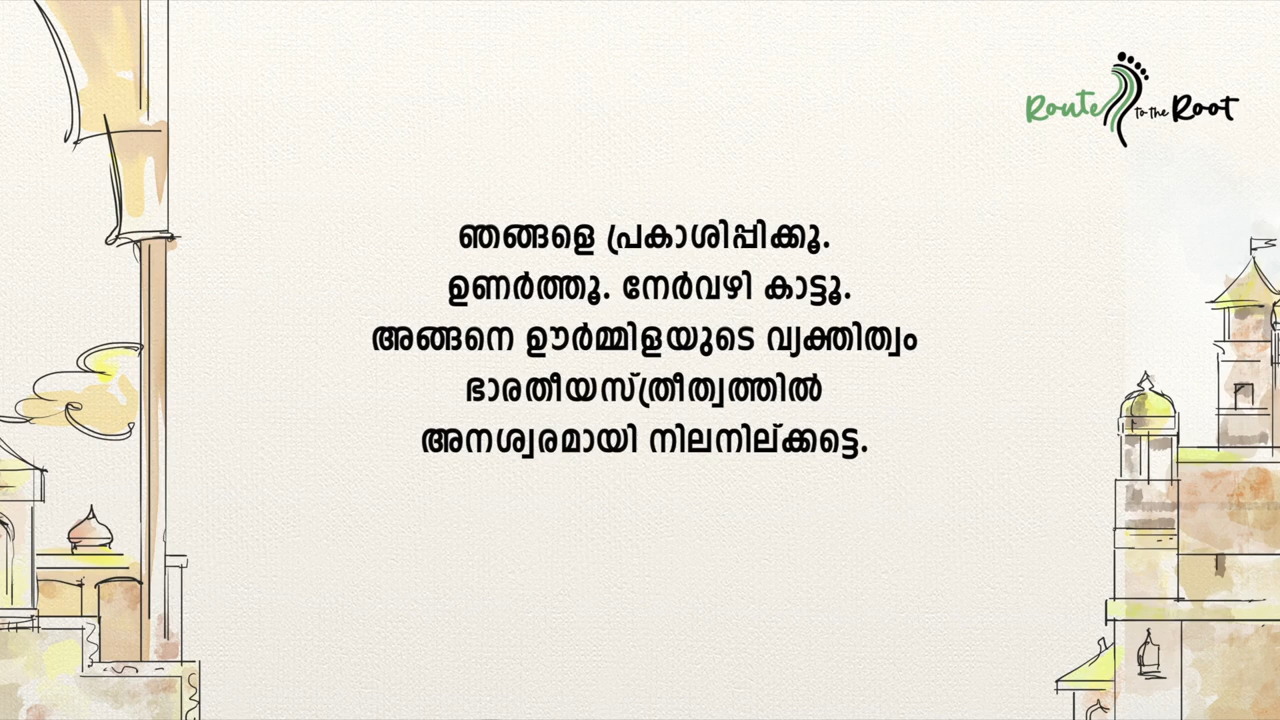 Route to the Root
ഞങ്ങളെ പ്രകാശിപ്പിക്കൂ.
ഉണർത്തൂ. നേർവഴി കാട്ടൂ.
അങ്ങനെ ഊർമ്മിളയുടെ വ്യക്തിത്വം
ഭാരതീയസ്ത്രീത്വത്തിൽ
അനശ്വരമായി നിലനില്ക്കട്ടെ.